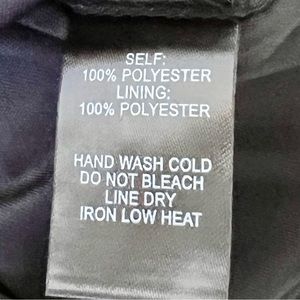 SELF:
100% POLYESTER
LINING:
100% POLYESTER
HAND WASH COLD
DO NOT BLEACH
LINE DRY
IRON LOW HEAT